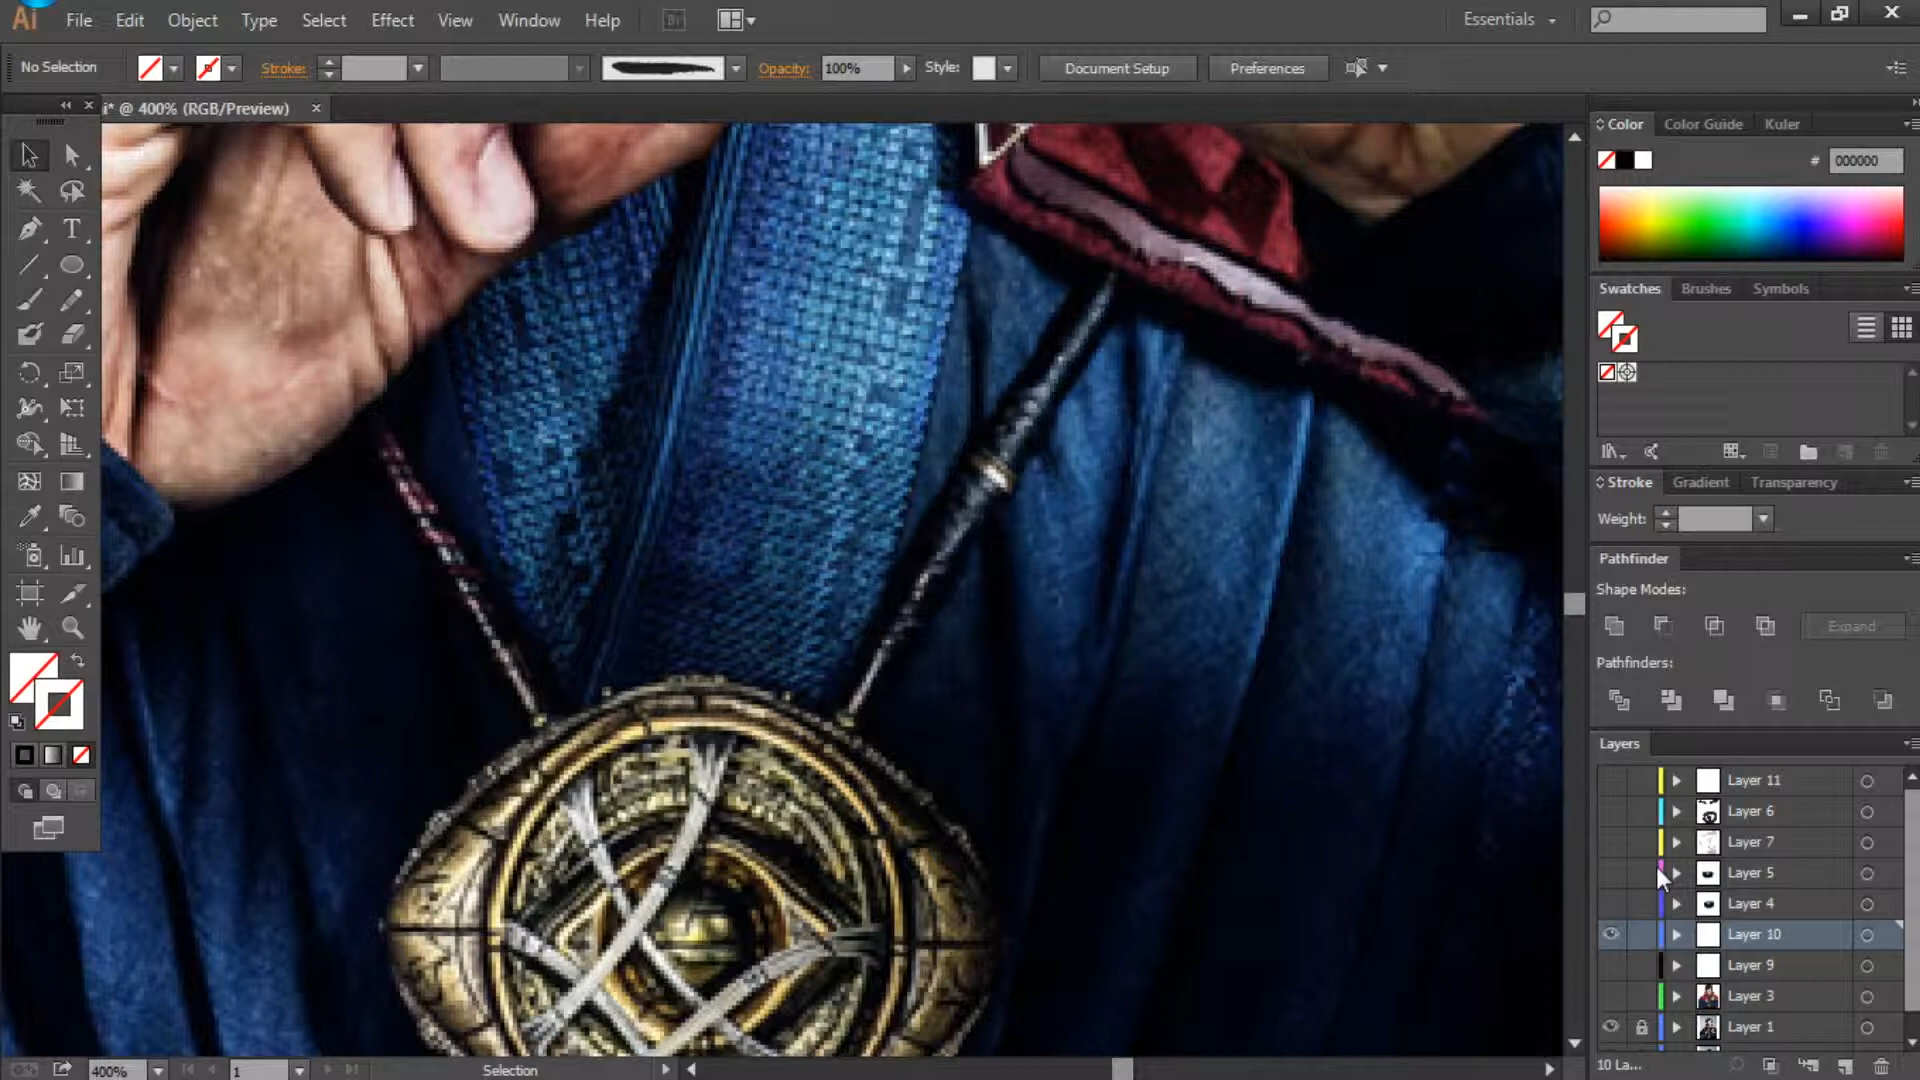 Ai File Edit Object Type Select Effect View Window Help Br Essentials
No Selection Stroke: Opacity: 100% Style: Document Setup Preferences
i* @ 400% (RGB/Preview) ×
Color Color Guide Kuler
# 000000
Swatches Brushes Symbols
Stroke Gradient Transparency
Weight:
Pathfinder
Shape Modes:
Expand
Pathfinders:
Layers
Layer 11
Layer 6
Layer 7
Layer 5
Layer 4
Layer 10
Layer 9
Layer 3
Layer 1
10 La...
400% 1 Selection